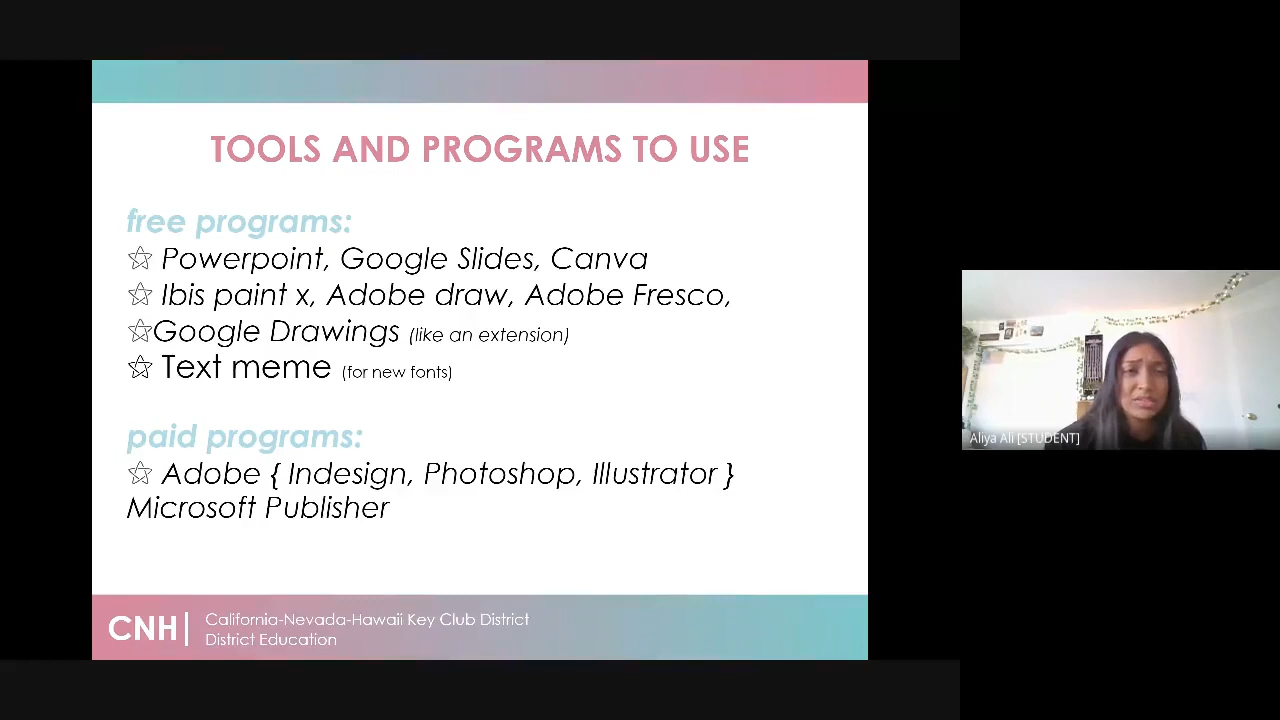 TOOLS AND PROGRAMS TO USE
free programs:
☆ Powerpoint, Google Slides, Canva
☆ Ibis paint x, Adobe draw, Adobe Fresco,
☆Google Drawings (like an extension)
☆ Text meme (for new fonts)
paid programs:
☆ Adobe { Indesign, Photoshop, Illustrator }
Microsoft Publisher
CNH | California-Nevada-Hawaii Key Club District
District Education
Aliya Ali [STUDENT]